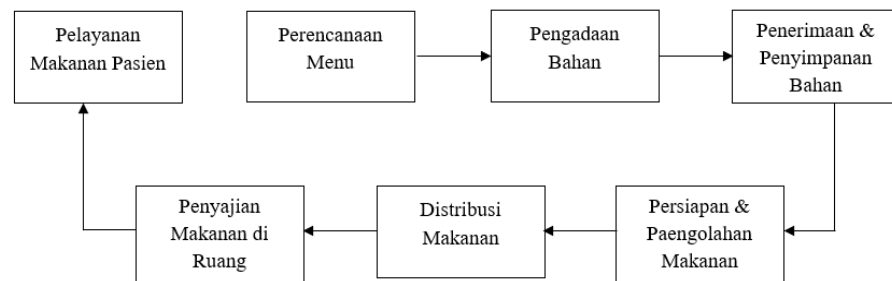 Pelayanan
Makanan Pasien
Perencanaan
Menu
Pengadaan
Bahan
Penerimaan &
Penyimpanan
Bahan
Penyajian
Makanan di
Ruang
Distribusi
Makanan
Persiapan &
Paengolahan
Makanan